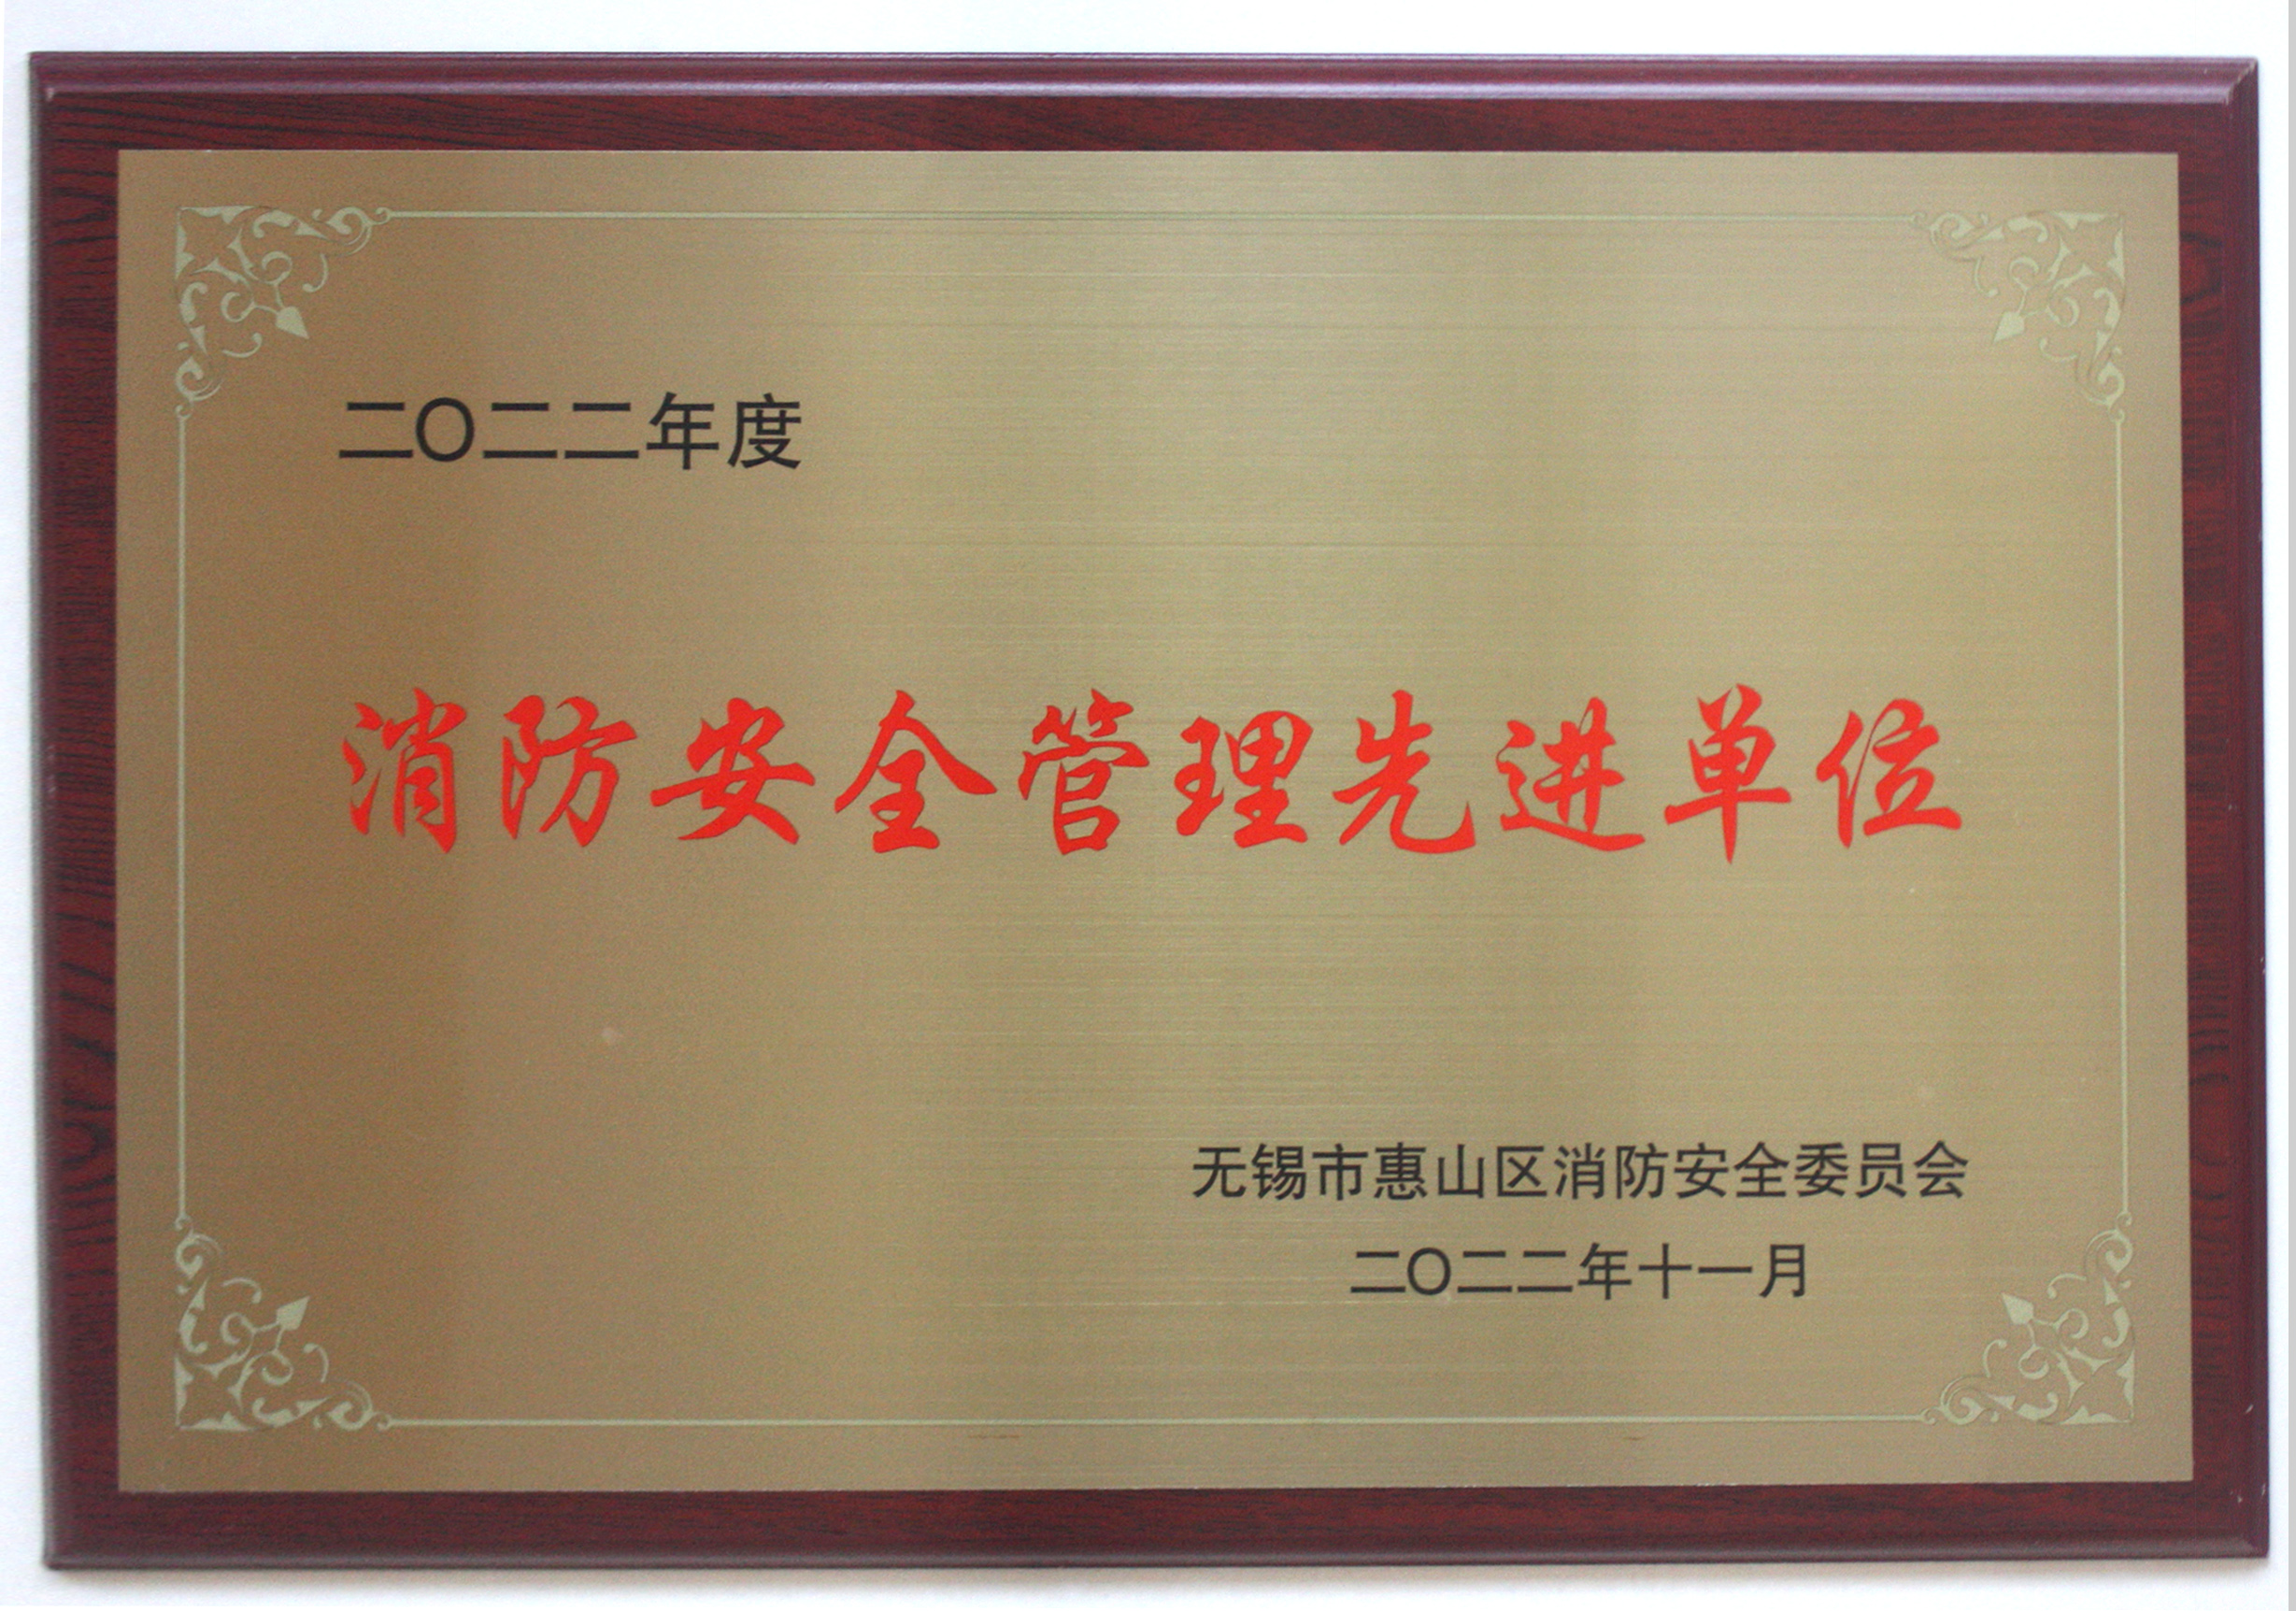 二〇二二年度
消防安全管理先进单位
无锡市惠山区消防安全委员会
二〇二二年十一月